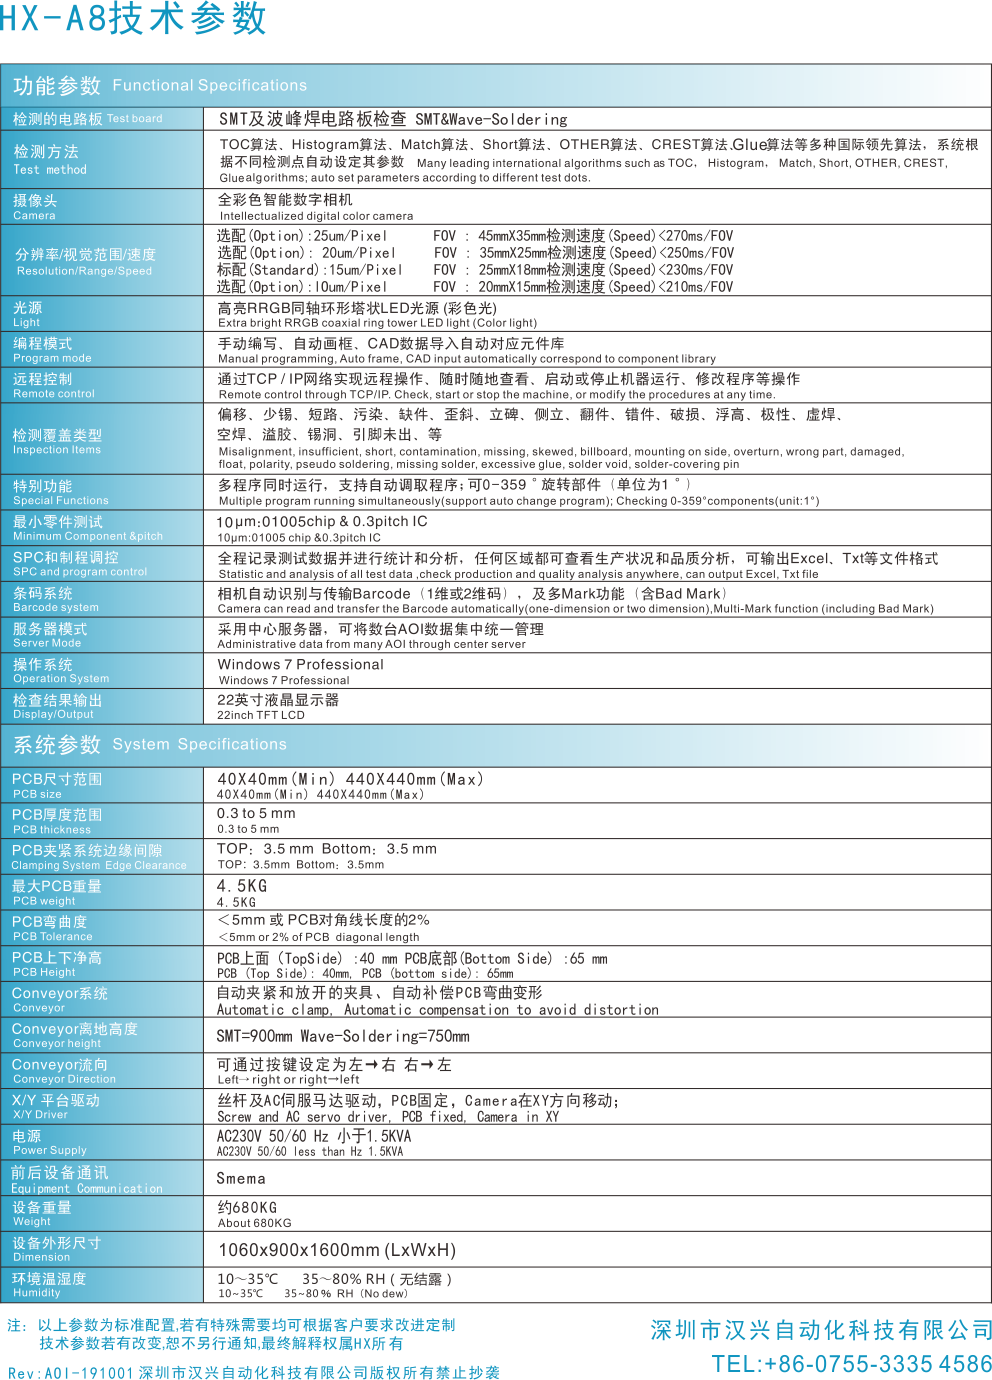 HX-A8技术参数
功能参数 Functional Specifications
检测的电路板 Test board
SMT及波峰焊电路板检查 SMT&Wave-Soldering
检测方法
Test method
TOC算法、Histogram算法、Match算法、Short算法、OTHER算法、CREST算法.Glue算法等多种国际领先算法，系统根
据不同检测点自动设定其参数 Many leading international algorithms such as TOC， Histogram， Match, Short, OTHER, CREST,
Glue algorithms; auto set parameters according to different test dots.
摄像头
Camera
全彩色智能数字相机
Intellectualized digital color camera
分辨率/视觉范围/速度
Resolution/Range/Speed
选配(Option):25um/Pixel FOV : 45mmX35mm检测速度(Speed)<270ms/FOV
选配(Option): 20um/Pixel FOV : 35mmX25mm检测速度(Speed)<250ms/FOV
标配(Standard):15um/Pixel FOV : 25mmX18mm检测速度(Speed)<230ms/FOV
选配(Option):10um/Pixel FOV : 20mmX15mm检测速度(Speed)<210ms/FOV
光源
Light
高亮RRGB同轴环形塔状LED光源 (彩色光)
Extra bright RRGB coaxial ring tower LED light (Color light)
编程模式
Program mode
手动编写、自动画框、CAD数据导入自动对应元件库
Manual programming, Auto frame, CAD input automatically correspond to component library
远程控制
Remote control
通过TCP / IP网络实现远程操作、随时随地查看、启动或停止机器运行、修改程序等操作
Remote control through TCP/IP. Check, start or stop the machine, or modify the procedures at any time.
检测覆盖类型
Inspection Items
偏移、少锡、短路、污染、缺件、歪斜、立碑、侧立、翻件、错件、破损、浮高、极性、虚焊、
空焊、溢胶、锡洞、引脚未出、等
Misalignment, insufficient, short, contamination, missing, skewed, billboard, mounting on side, overturn, wrong part, damaged,
float, polarity, pseudo soldering, missing solder, excessive glue, solder void, solder-covering pin
特别功能
Special Functions
多程序同时运行，支持自动调取程序；可0-359 ° 旋转部件（单位为1 ° ）
Multiple program running simultaneously(support auto change program); Checking 0-359°components(unit:1°)
最小零件测试
Minimum Component &pitch
10μm:01005chip & 0.3pitch IC
10μm:01005 chip &0.3pitch IC
SPC和制程调控
SPC and program control
全程记录测试数据并进行统计和分析，任何区域都可查看生产状况和品质分析，可输出Excel、Txt等文件格式
Statistic and analysis of all test data ,check production and quality analysis anywhere, can output Excel, Txt file
条码系统
Barcode system
相机自动识别与传输Barcode（1维或2维码），及多Mark功能（含Bad Mark）
Camera can read and transfer the Barcode automatically(one-dimension or two dimension),Multi-Mark function (including Bad Mark)
服务器模式
Server Mode
采用中心服务器，可将数台AOI数据集中统一管理
Administrative data from many AOI through center server
操作系统
Operation System
Windows 7 Professional
Windows 7 Professional
检查结果输出
Display/Output
22英寸液晶显示器
22inch TFT LCD
系统参数 System Specifications
PCB尺寸范围
PCB size
40X40mm(Min) 440X440mm(Max)
40X40mm(Min) 440X440mm(Max)
PCB厚度范围
PCB thickness
0.3 to 5 mm
0.3 to 5 mm
PCB夹紧系统边缘间隙
Clamping System Edge Clearance
TOP：3.5 mm Bottom：3.5 mm
TOP：3.5mm Bottom：3.5mm
最大PCB重量
PCB weight
4.5KG
4.5KG
PCB弯曲度
PCB Tolerance
＜5mm 或 PCB对角线长度的2%
＜5mm or 2% of PCB diagonal length
PCB上下净高
PCB Height
PCB上面 (TopSide) :40 mm PCB底部(Bottom Side) :65 mm
PCB (Top Side): 40mm, PCB (bottom side): 65mm
Conveyor系统
Conveyor
自动夹紧和放开的夹具、自动补偿PCB弯曲变形
Automatic clamp, Automatic compensation to avoid distortion
Conveyor离地高度
Conveyor height
SMT=900mm Wave-Soldering=750mm
Conveyor流向
Conveyor Direction
可通过按键设定为左→右 右→左
Left→ right or right→left
X/Y 平台驱动
X/Y Driver
丝杆及AC伺服马达驱动，PCB固定，Camera在XY方向移动；
Screw and AC servo driver, PCB fixed, Camera in XY
电源
Power Supply
AC230V 50/60 Hz 小于1.5KVA
AC230V 50/60 less than Hz 1.5KVA
前后设备通讯
Equipment Communication
Smema
设备重量
Weight
约680KG
About 680KG
设备外形尺寸
Dimension
1060x900x1600mm (LxWxH)
环境温湿度
Humidity
10～35℃ 35～80% RH ( 无结露 )
10~35℃ 35~80 % RH（No dew）
注：以上参数为标准配置,若有特殊需要均可根据客户要求改进定制
技术参数若有改变,恕不另行通知,最终解释权属HX所有
深圳市汉兴自动化科技有限公司
TEL:+86-0755-3335 4586
Rev:AOI-191001 深圳市汉兴自动化科技有限公司版权所有禁止抄袭